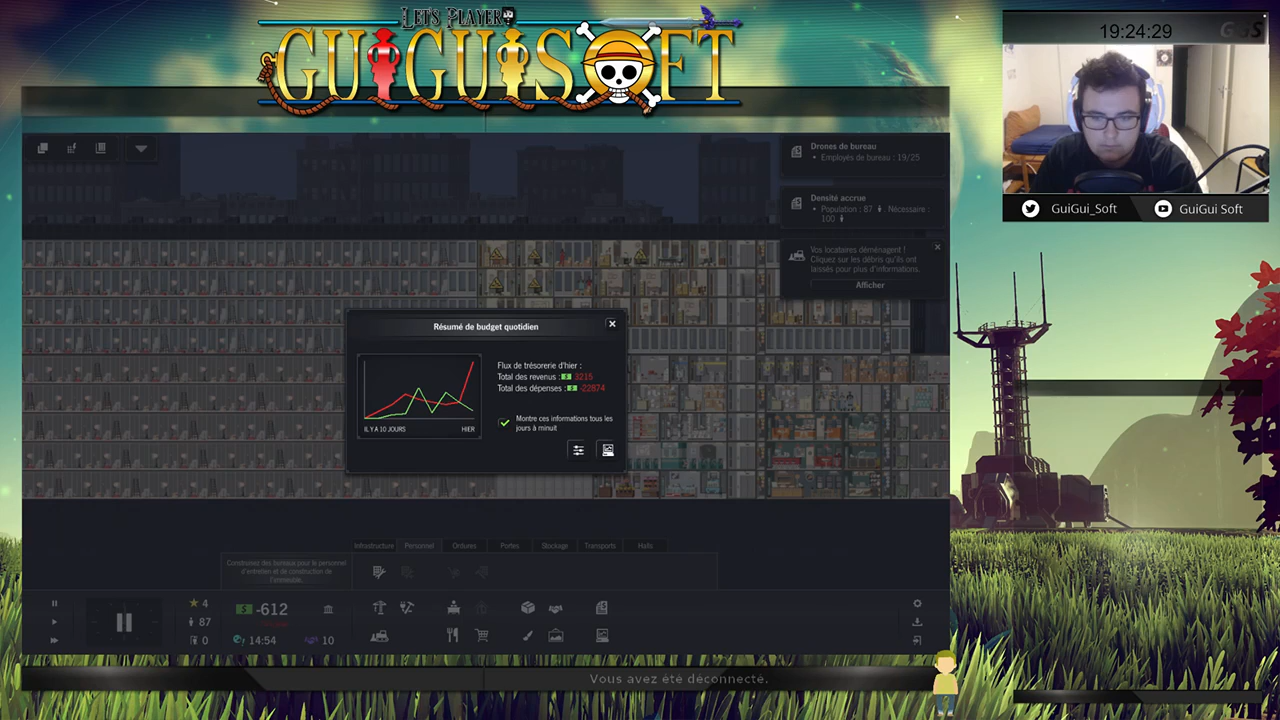 LET'S PLAYER
GUIGUISOFT
19:24:29
GGS
GuiGui_Soft
GuiGui Soft
Drones de bureau
• Employés de bureau : 19/25
Densité accrue
• Population : 87 Nécessaire :
100
Vos locataires déménagent !
Cliquez sur les débris qu'ils ont
laissés pour plus d'informations.
Afficher
Résumé de budget quotidien
Flux de trésorerie d'hier :
Total des revenus : 3215
Total des dépenses : -22874
Montre ces informations tous les
jours à minuit
IL Y A 10 JOURS
HIER
Infrastructure
Personnel
Ordures
Portes
Stockage
Transports
Halls
Construisez des bureaux pour le personnel
d'entretien et de construction de
l'immeuble.
4
87
0
-612
14:54
10
Vous avez été déconnecté.